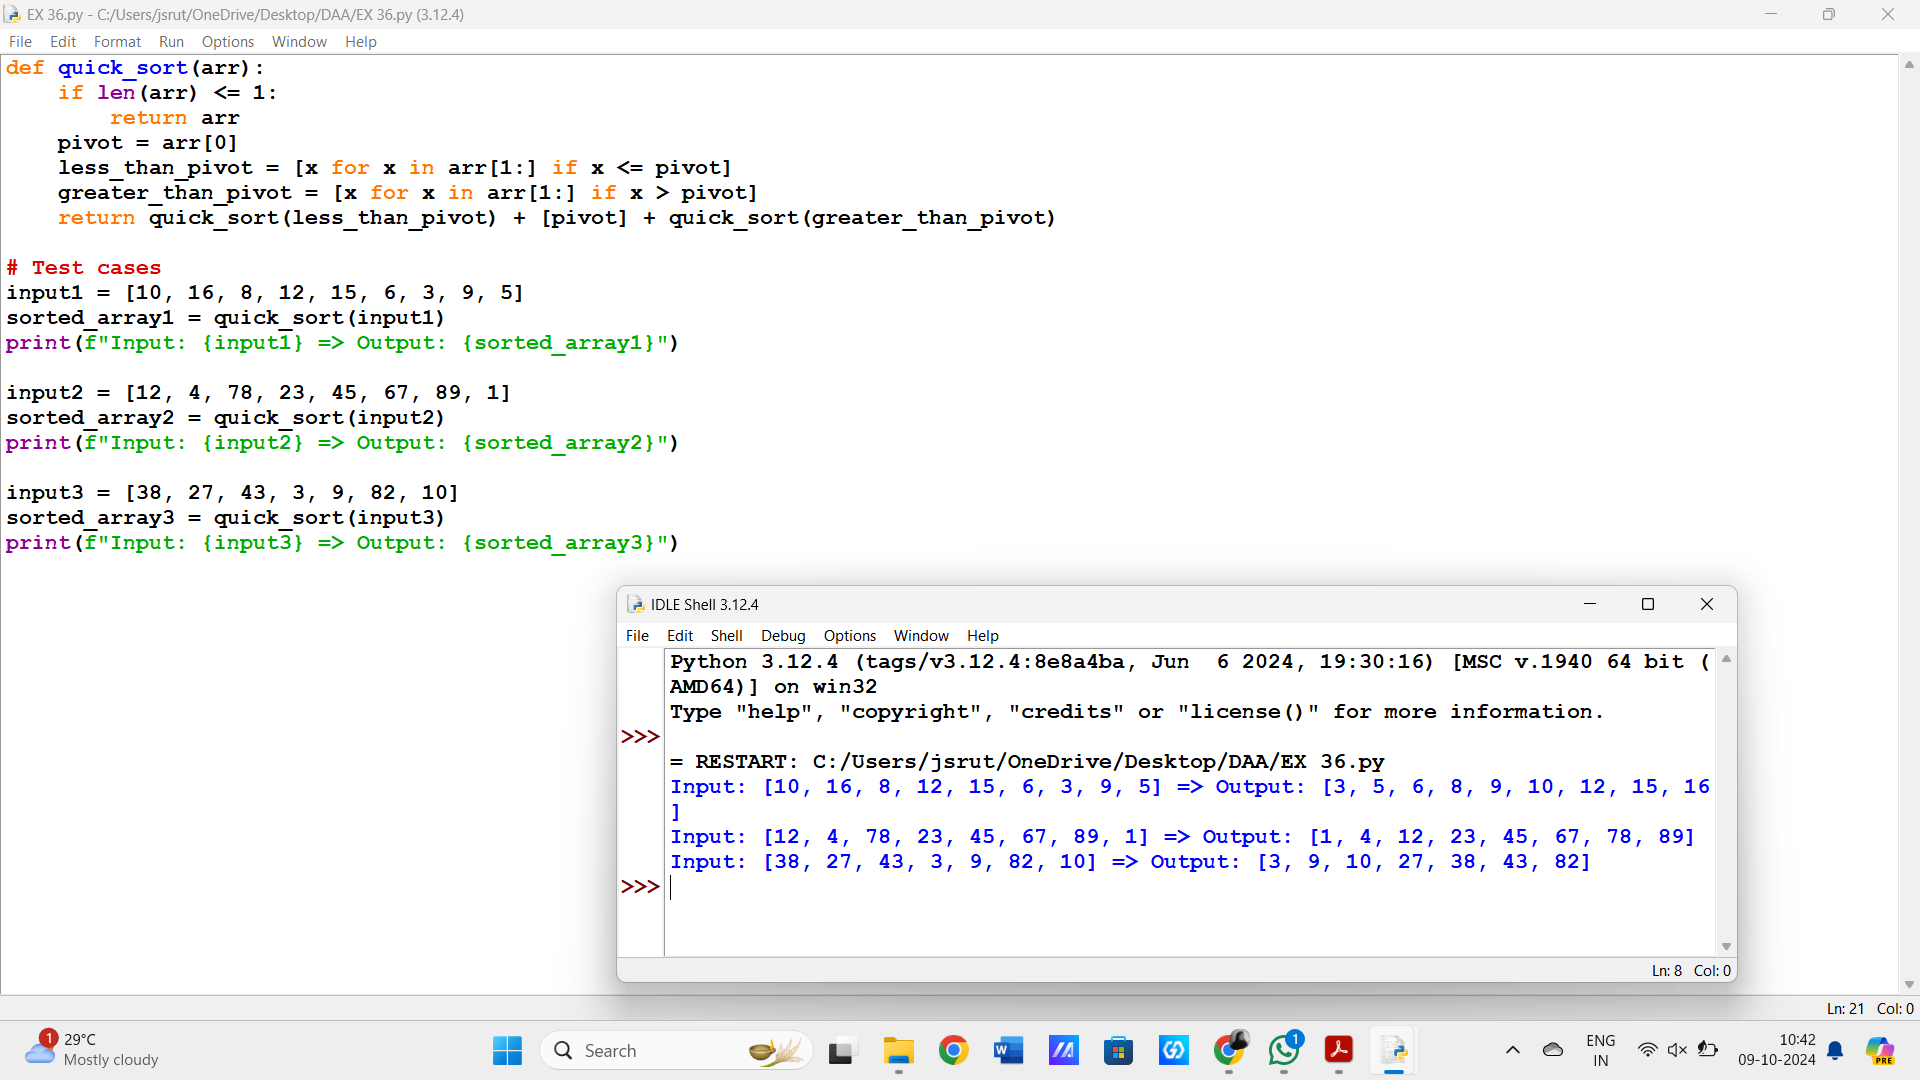 EX 36.py - C:/Users/jsrut/OneDrive/Desktop/DAA/EX 36.py (3.12.4)
File Edit Format Run Options Window Help
def quick_sort(arr):
    if len(arr) <= 1:
        return arr
    pivot = arr[0]
    less_than_pivot = [x for x in arr[1:] if x <= pivot]
    greater_than_pivot = [x for x in arr[1:] if x > pivot]
    return quick_sort(less_than_pivot) + [pivot] + quick_sort(greater_than_pivot)
# Test cases
input1 = [10, 16, 8, 12, 15, 6, 3, 9, 5]
sorted_array1 = quick_sort(input1)
print(f"Input: {input1} => Output: {sorted_array1}")
input2 = [12, 4, 78, 23, 45, 67, 89, 1]
sorted_array2 = quick_sort(input2)
print(f"Input: {input2} => Output: {sorted_array2}")
input3 = [38, 27, 43, 3, 9, 82, 10]
sorted_array3 = quick_sort(input3)
print(f"Input: {input3} => Output: {sorted_array3}")
IDLE Shell 3.12.4
File Edit Shell Debug Options Window Help
Python 3.12.4 (tags/v3.12.4:8e8a4ba, Jun  6 2024, 19:30:16) [MSC v.1940 64 bit (
AMD64)] on win32
Type "help", "copyright", "credits" or "license()" for more information.
>>>
= RESTART: C:/Users/jsrut/OneDrive/Desktop/DAA/EX 36.py
Input: [10, 16, 8, 12, 15, 6, 3, 9, 5] => Output: [3, 5, 6, 8, 9, 10, 12, 15, 16
]
Input: [12, 4, 78, 23, 45, 67, 89, 1] => Output: [1, 4, 12, 23, 45, 67, 78, 89]
Input: [38, 27, 43, 3, 9, 82, 10] => Output: [3, 9, 10, 27, 38, 43, 82]
>>>
Ln: 8 Col: 0
Ln: 21 Col: 0
1
29°C
Mostly cloudy
Search
W
1
ENG
IN
10:42
09-10-2024
PRE